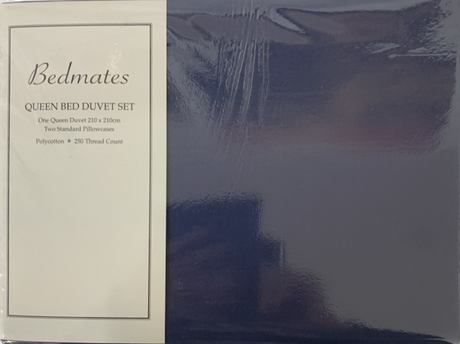 Bedmates
QUEEN BED DUVET SET
One Queen Duvet 210 x 210cm
Two Standard Pillowcases
Polycotton ★ 250 Thread Count